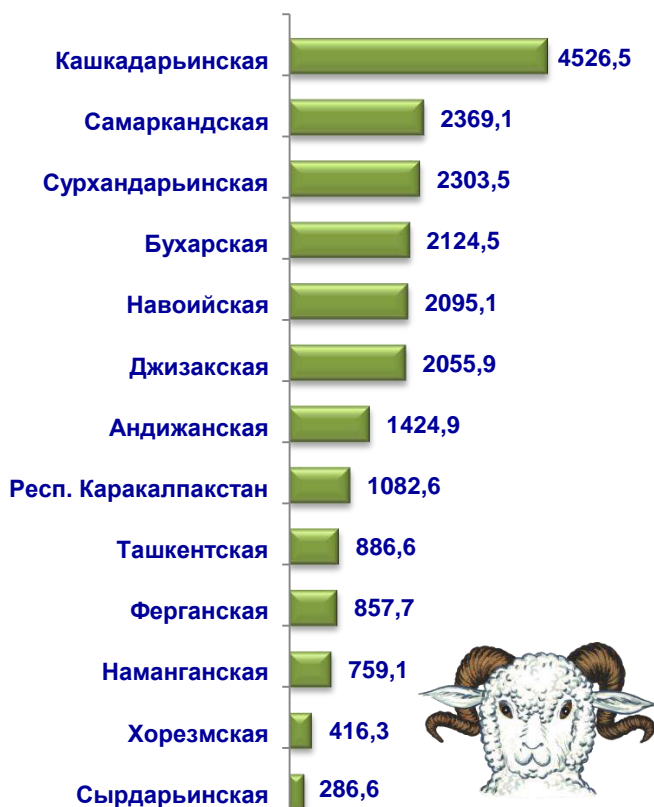 Кашкадарьинская 4526,5
Самаркандская 2369,1
Сурхандарьинская 2303,5
Бухарская 2124,5
Навоийская 2095,1
Джизакская 2055,9
Андижанская 1424,9
Респ. Каракалпакстан 1082,6
Ташкентская 886,6
Ферганская 857,7
Наманганская 759,1
Хорезмская 416,3
Сырдарьинская 286,6